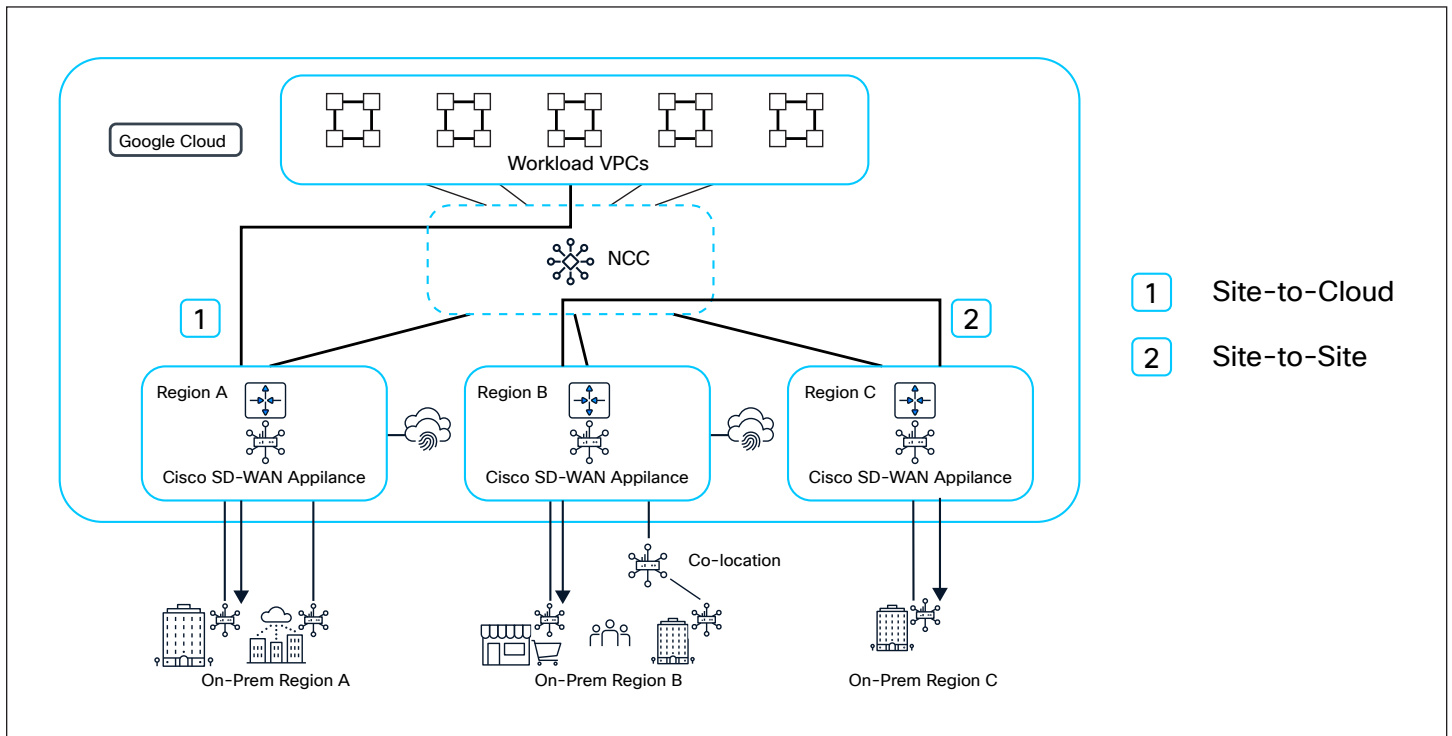 Google Cloud
Workload VPCs
NCC
1
2
1 Site-to-Cloud
2 Site-to-Site
Region A
Region B
Region C
Cisco SD-WAN Appilance
Cisco SD-WAN Appilance
Cisco SD-WAN Appilance
Co-location
On-Prem Region A
On-Prem Region B
On-Prem Region C